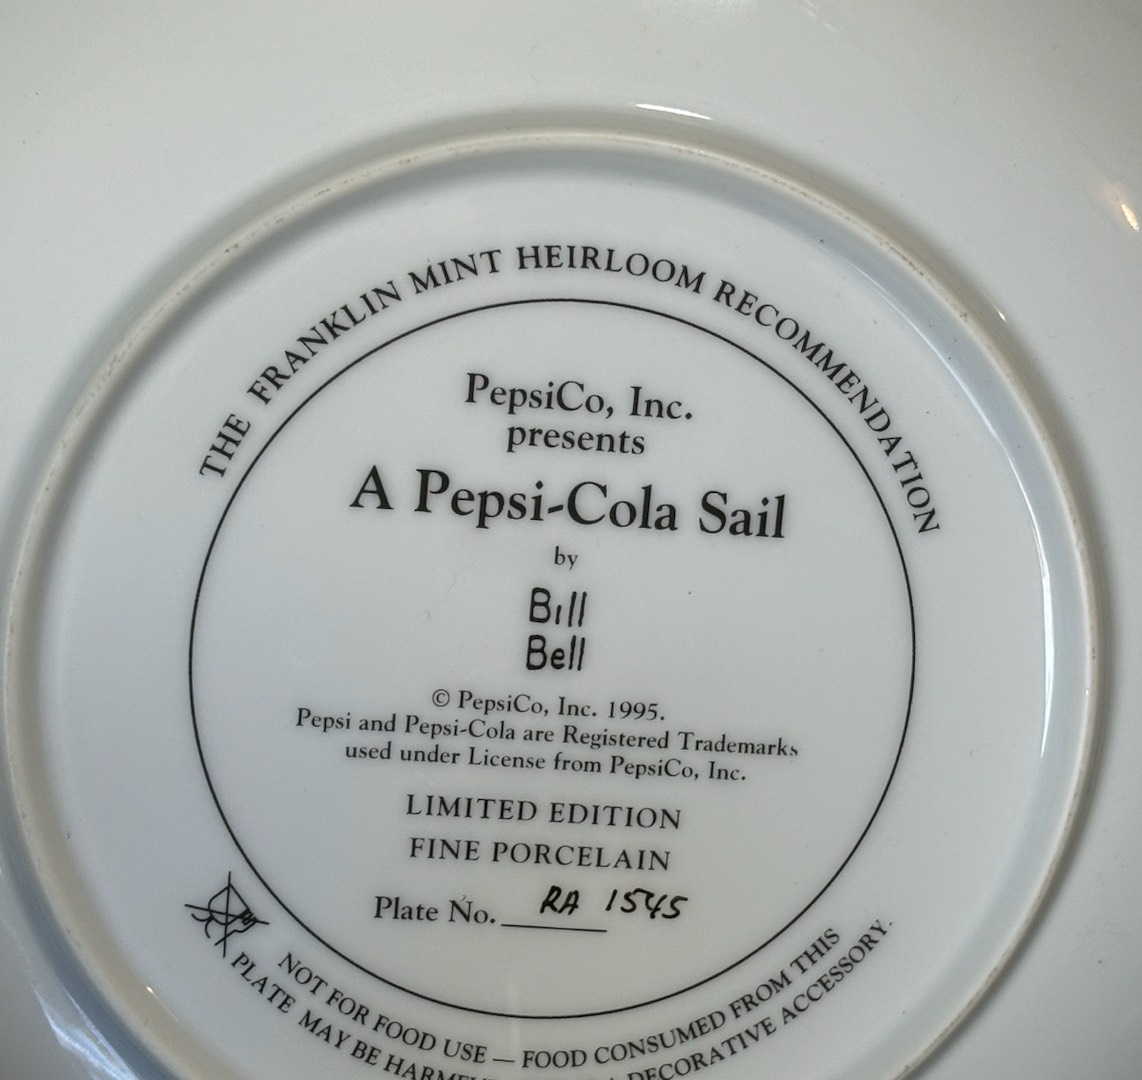 THE FRANKLIN MINT HEIRLOOM RECOMMENDATION
PepsiCo, Inc.
presents
A Pepsi-Cola Sail
by
Bill
Bell
© PepsiCo, Inc. 1995.
Pepsi and Pepsi-Cola are Registered Trademarks
used under License from PepsiCo, Inc.
LIMITED EDITION
FINE PORCELAIN
Plate No. RA 1545
NOT FOR FOOD USE — FOOD CONSUMED FROM THIS
PLATE MAY BE DECORATIVE ACCESSORY.